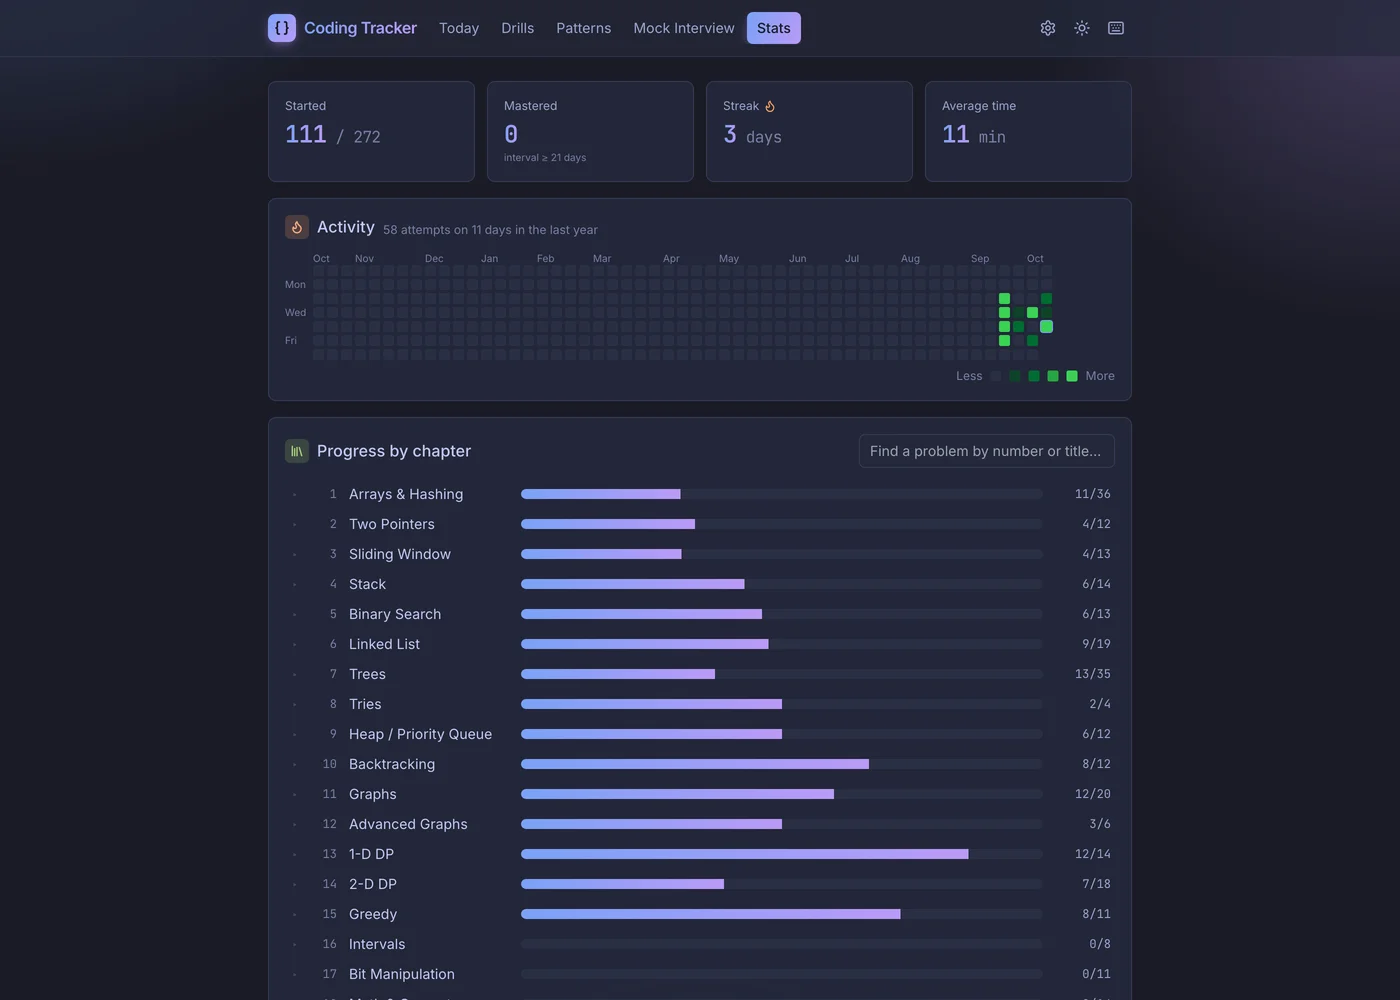 {} Coding Tracker Today Drills Patterns Mock Interview Stats
Started
111 / 272
Mastered
0
interval ≥ 21 days
Streak
3 days
Average time
11 min
Activity 58 attempts on 11 days in the last year
Oct Nov Dec Jan Feb Mar Apr May Jun Jul Aug Sep Oct
Mon
Wed
Fri
Less More
Progress by chapter Find a problem by number or title...
1 Arrays & Hashing 11/36
2 Two Pointers 4/12
3 Sliding Window 4/13
4 Stack 6/14
5 Binary Search 6/13
6 Linked List 9/19
7 Trees 13/35
8 Tries 2/4
9 Heap / Priority Queue 6/12
10 Backtracking 8/12
11 Graphs 12/20
12 Advanced Graphs 3/6
13 1-D DP 12/14
14 2-D DP 7/18
15 Greedy 8/11
16 Intervals 0/8
17 Bit Manipulation 0/11